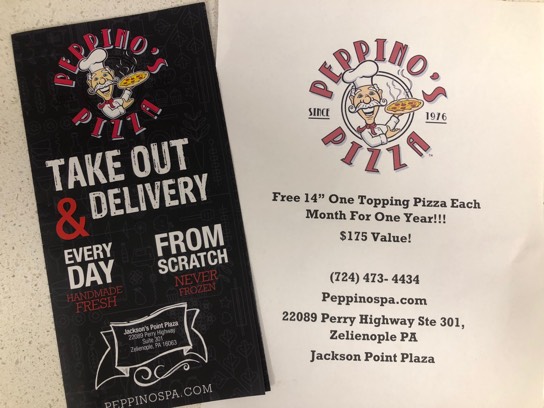 PEPPINO'S
PIZZA
TAKE OUT
& DELIVERY
EVERY
DAY
HANDMADE
FRESH
FROM
SCRATCH
NEVER
FROZEN
Jackson's Point Plaza
22089 Perry Highway
Suite 301
Zelienople, PA 16063
PEPPINOSPA.COM
PEPPINO'S
SINCE 1976
PIZZA
Free 14” One Topping Pizza Each
Month For One Year!!!
$175 Value!
(724) 473- 4434
Peppinospa.com
22089 Perry Highway Ste 301,
Zelienople PA
Jackson Point Plaza